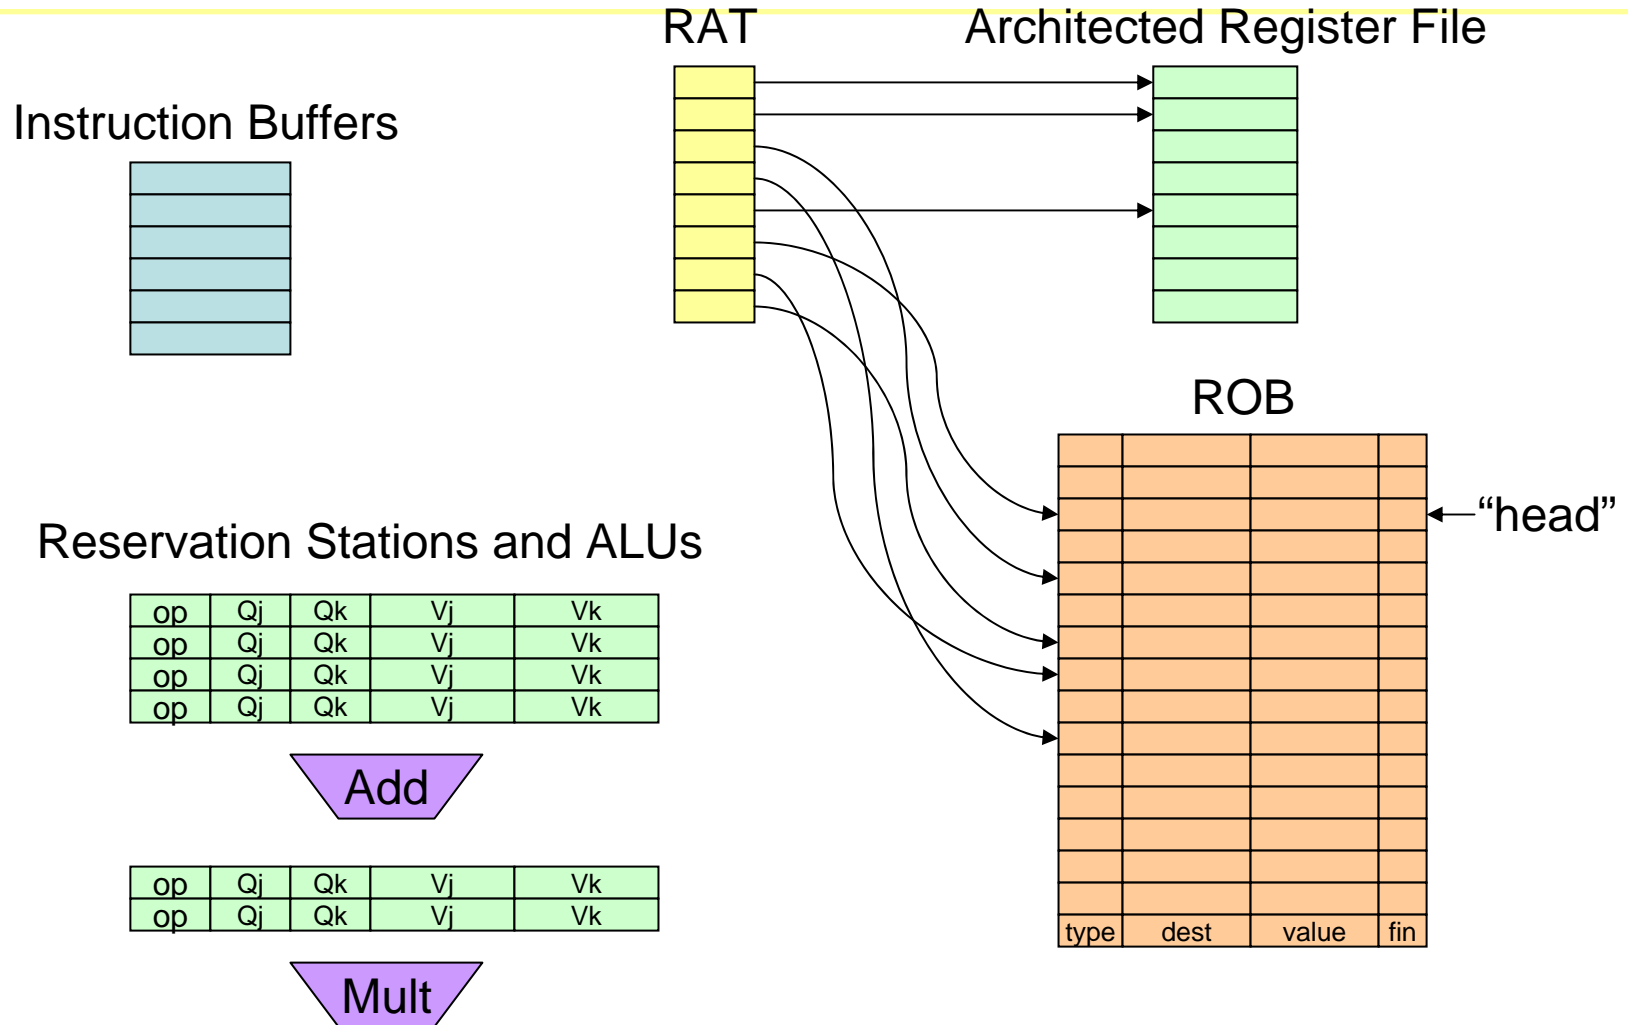 RAT Architected Register File
Instruction Buffers
ROB
“head”
Reservation Stations and ALUs
op Qj Qk Vj Vk
op Qj Qk Vj Vk
op Qj Qk Vj Vk
op Qj Qk Vj Vk
Add
op Qj Qk Vj Vk
op Qj Qk Vj Vk
type dest value fin
Mult